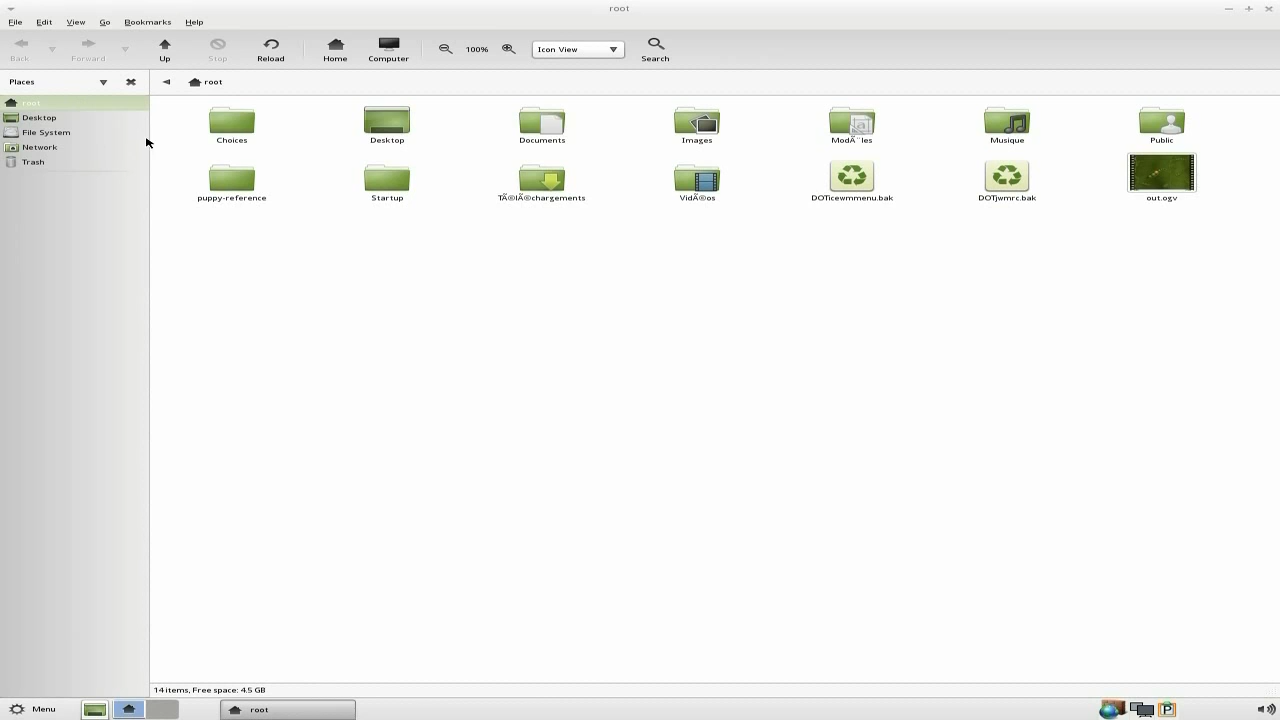 root
File Edit View Go Bookmarks Help
Back Forward Up Stop Reload Home Computer 100% Icon View Search
Places root
root
Desktop
File System
Network
Trash
Choices Desktop Documents Images ModÃ¨les Musique Public
puppy-reference Startup TÃ©lÃ©chargements VidÃ©os DOTicewmmenu.bak DOTjwmrc.bak out.ogv
14 items, Free space: 4.5 GB
Menu root P